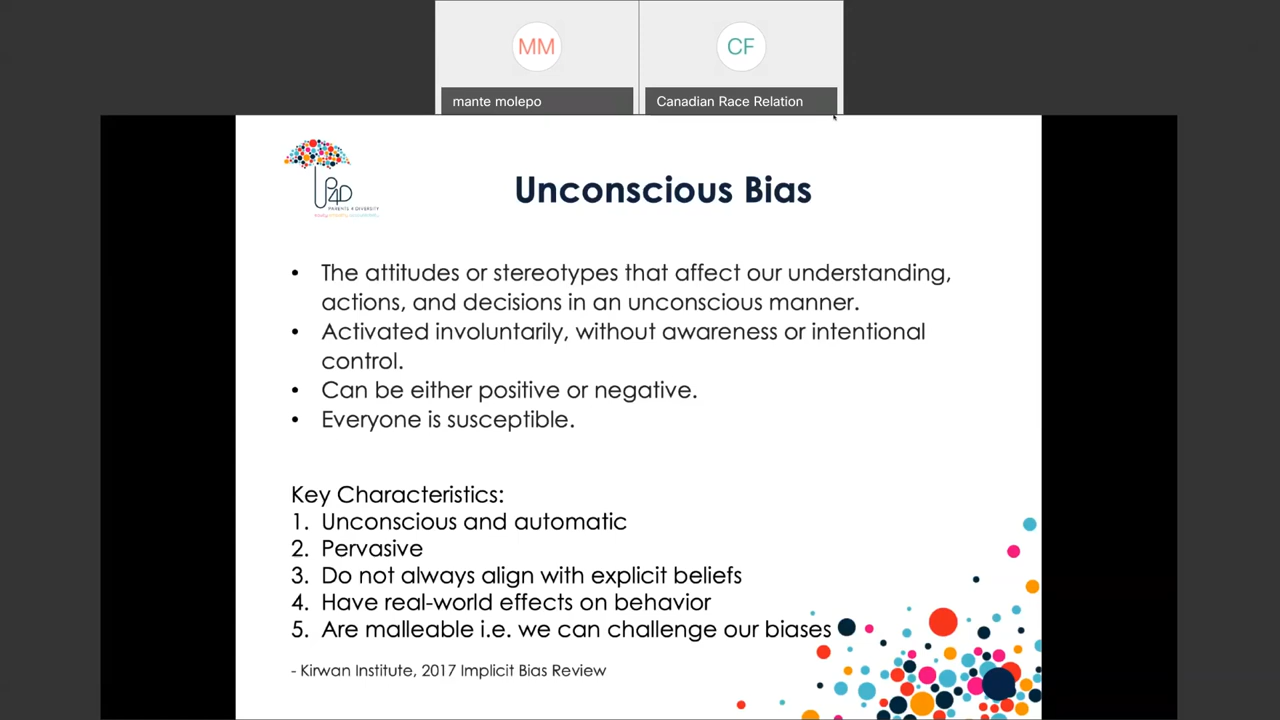 MM
CF
mante molepo
Canadian Race Relation
P4D
PARENTS 4 DIVERSITY
Unconscious Bias
• The attitudes or stereotypes that affect our understanding,
actions, and decisions in an unconscious manner.
• Activated involuntarily, without awareness or intentional
control.
• Can be either positive or negative.
• Everyone is susceptible.
Key Characteristics:
1. Unconscious and automatic
2. Pervasive
3. Do not always align with explicit beliefs
4. Have real-world effects on behavior
5. Are malleable i.e. we can challenge our biases
- Kirwan Institute, 2017 Implicit Bias Review